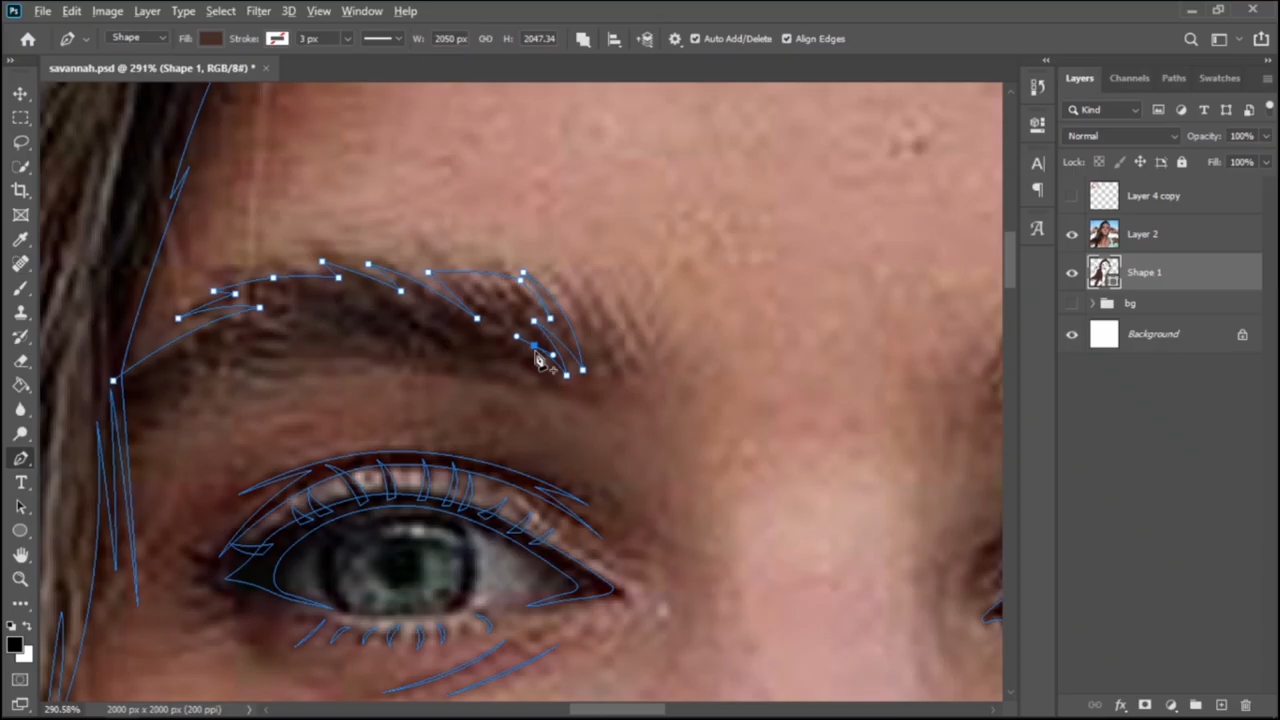 Ps File Edit Image Layer Type Select Filter 3D View Window Help
Shape Fill: Stroke: 3 px W: 2050 px H: 2047.34 Auto Add/Delete Align Edges
savannah.psd @ 291% (Shape 1, RGB/8#) * ×
Layers Channels Paths Swatches
Kind
Normal Opacity: 100%
Lock: Fill: 100%
Layer 4 copy
Layer 2
Shape 1
bg
Background
290.58% 2000 px x 2000 px (200 ppi)